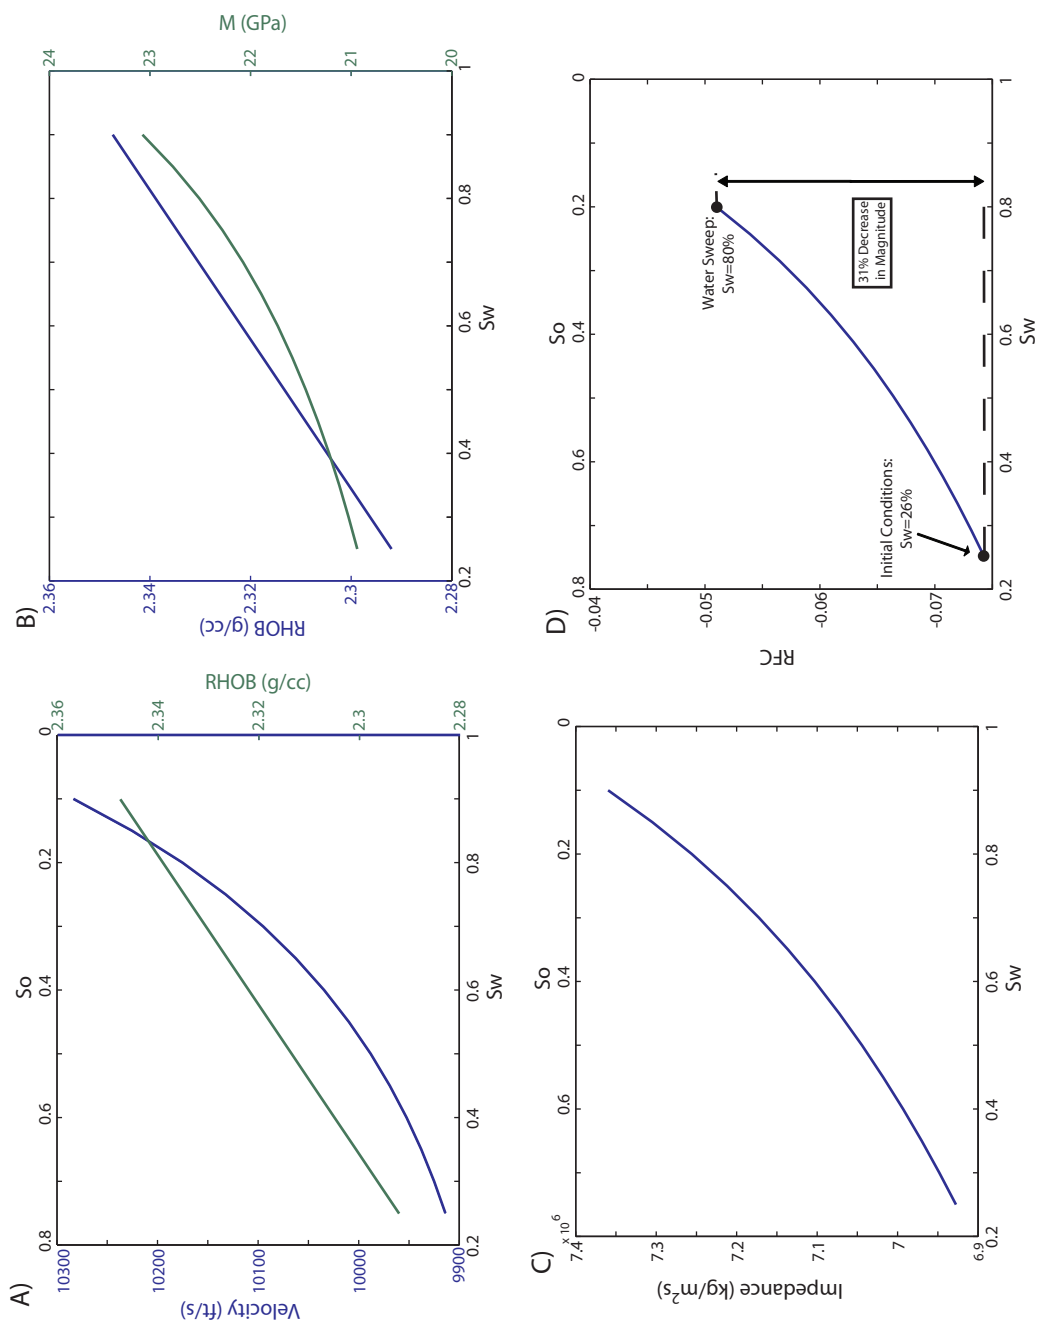 A)
So
0.8
0.6
0.4
0.2
0
Velocity (ft/s)
10300
10200
10100
10000
9900
RHOB (g/cc)
2.36
2.34
2.32
2.3
2.28
0.2
0.4
0.6
0.8
1
Sw
B)
RHOB (g/cc)
2.36
2.34
2.32
2.3
2.28
M (GPa)
24
23
22
21
20
0.2
0.4
0.6
0.8
1
Sw
C)
So
x 10 6
0.6
0.4
0.2
0
Impedance (kg/m2s)
7.4
7.3
7.2
7.1
7
6.9
0.2
0.4
0.6
0.8
1
Sw
D)
So
0.8
0.6
0.4
0.2
0
RFC
-0.04
-0.05
-0.06
-0.07
Water Sweep:
Sw=80%
31% Decrease
in Magnitude
Initial Conditions:
Sw=26%
0.2
0.4
0.6
0.8
1
Sw